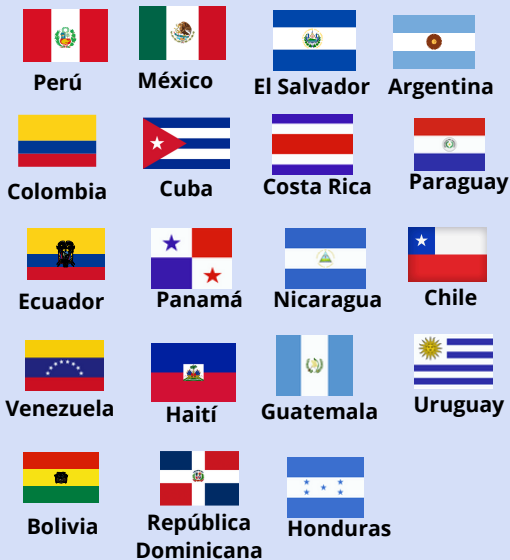 Perú
México
El Salvador
Argentina
Colombia
Cuba
Costa Rica
Paraguay
Ecuador
Panamá
Nicaragua
Chile
Venezuela
Haití
Guatemala
Uruguay
Bolivia
República
Dominicana
Honduras